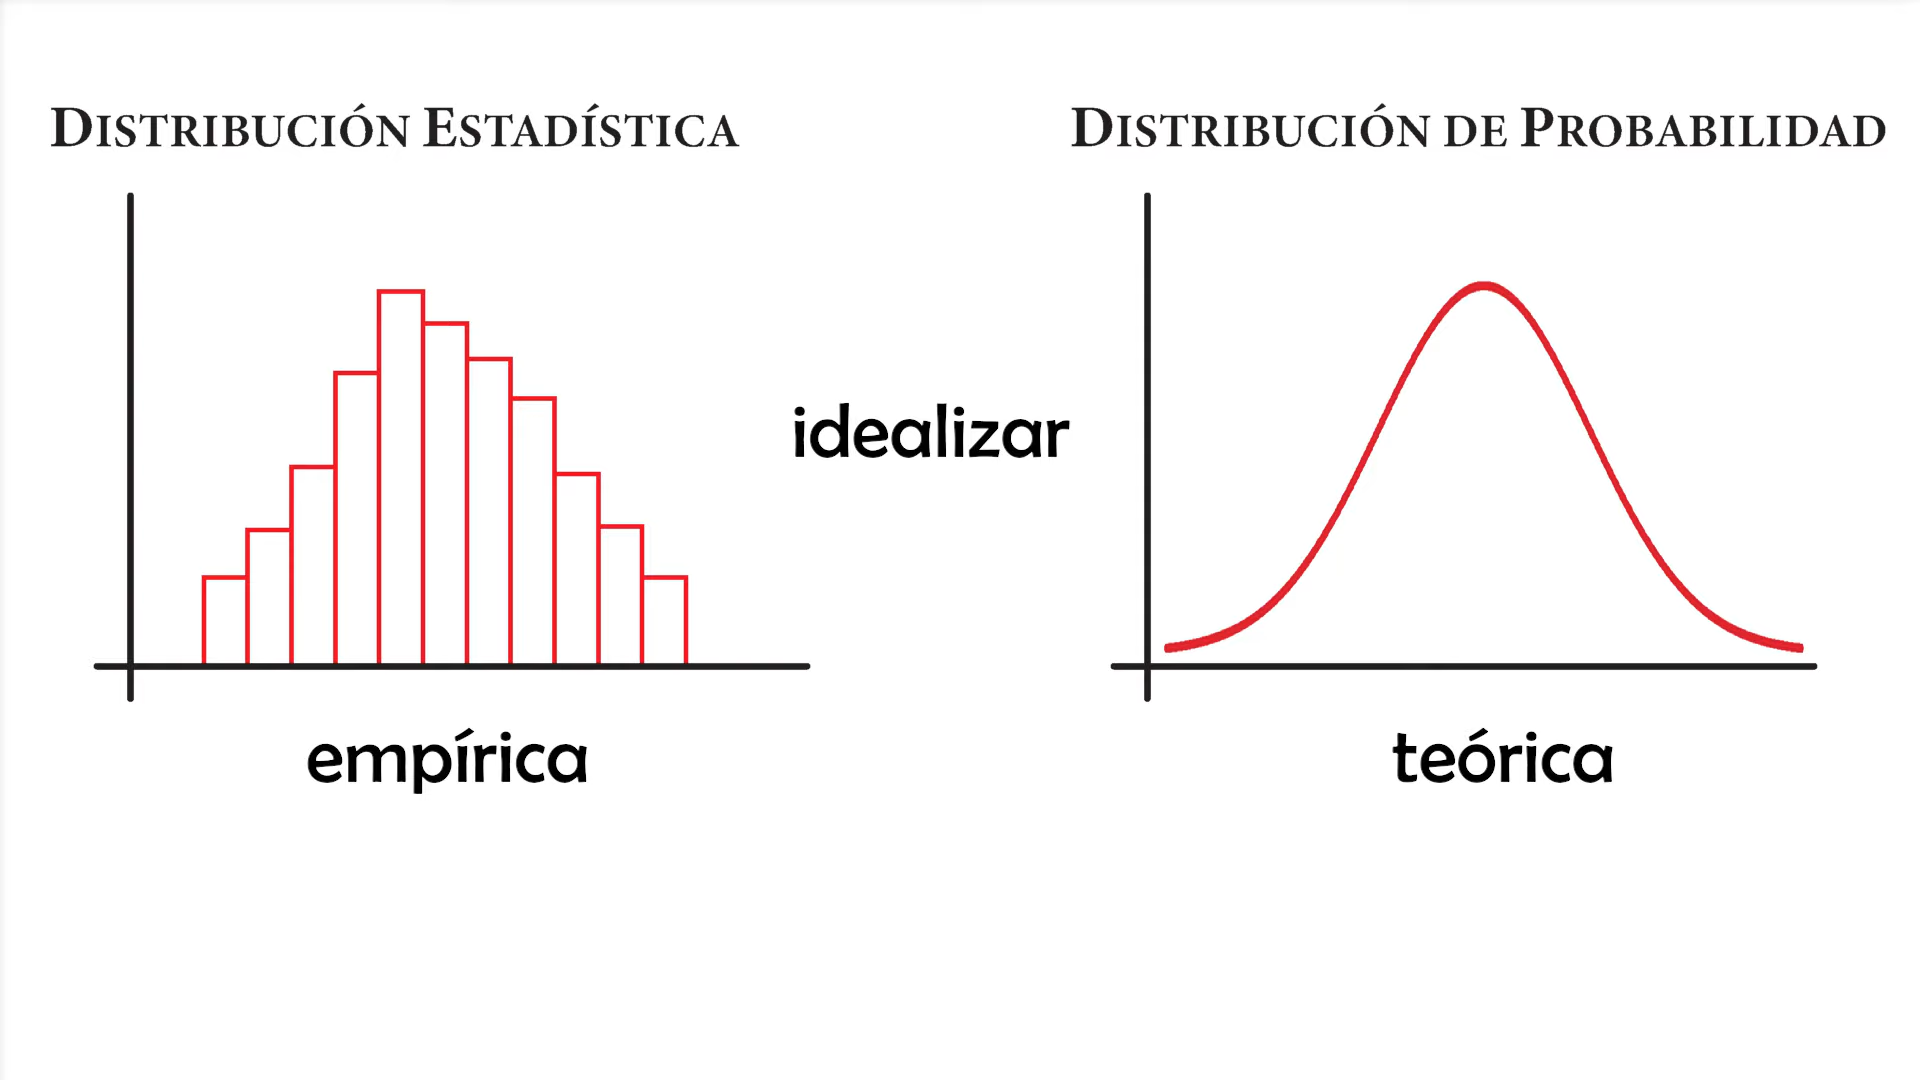 Distribución Estadística
Distribución de Probabilidad
idealizar
empírica
teórica